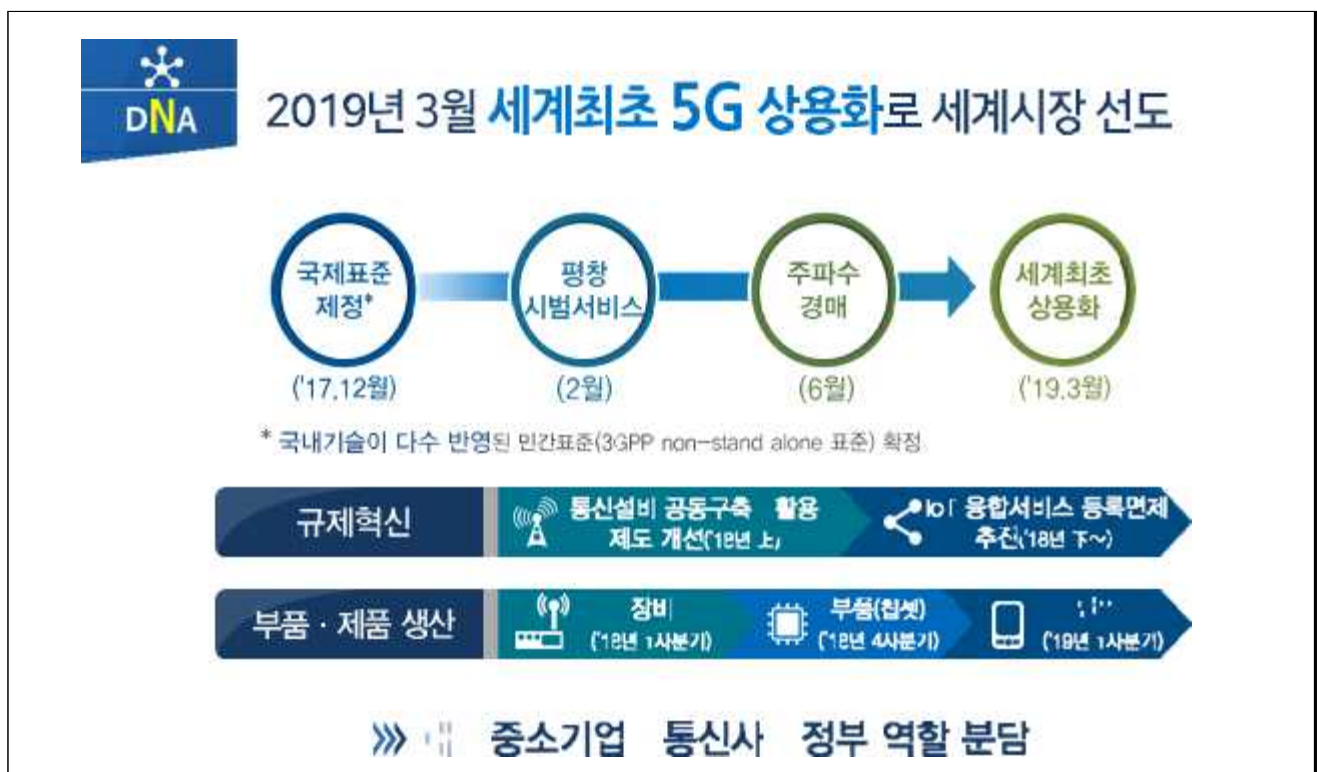 DNA
2019년 3월 세계최초 5G 상용화로 세계시장 선도
국제표준
제정*
평창
시범서비스
주파수
경매
세계최초
상용화
('17.12월)
(2월)
(6월)
('19.3월)
* 국내기술이 다수 반영된 민간표준(3GPP non-stand alone 표준) 확정
규제혁신
통신설비 공동구축 활용
제도 개선('18년 上)
융합서비스 등록면제
추진('18년 下~)
부품·제품 생산
장비
('18년 1사분기)
부품(칩셋)
('18년 4사분기)
('19년 1사분기)
중소기업 통신사 정부 역할 분담